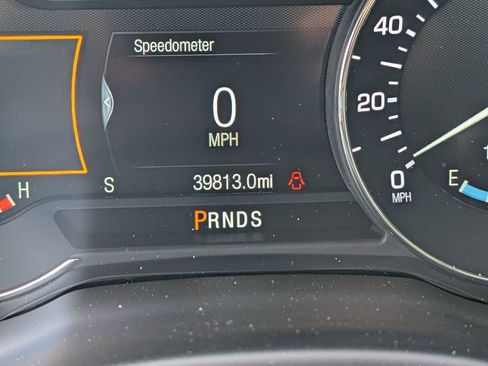 Speedometer
40
0
MPH
20
H
S
39813.0mi
0
MPH
E
PRNDS